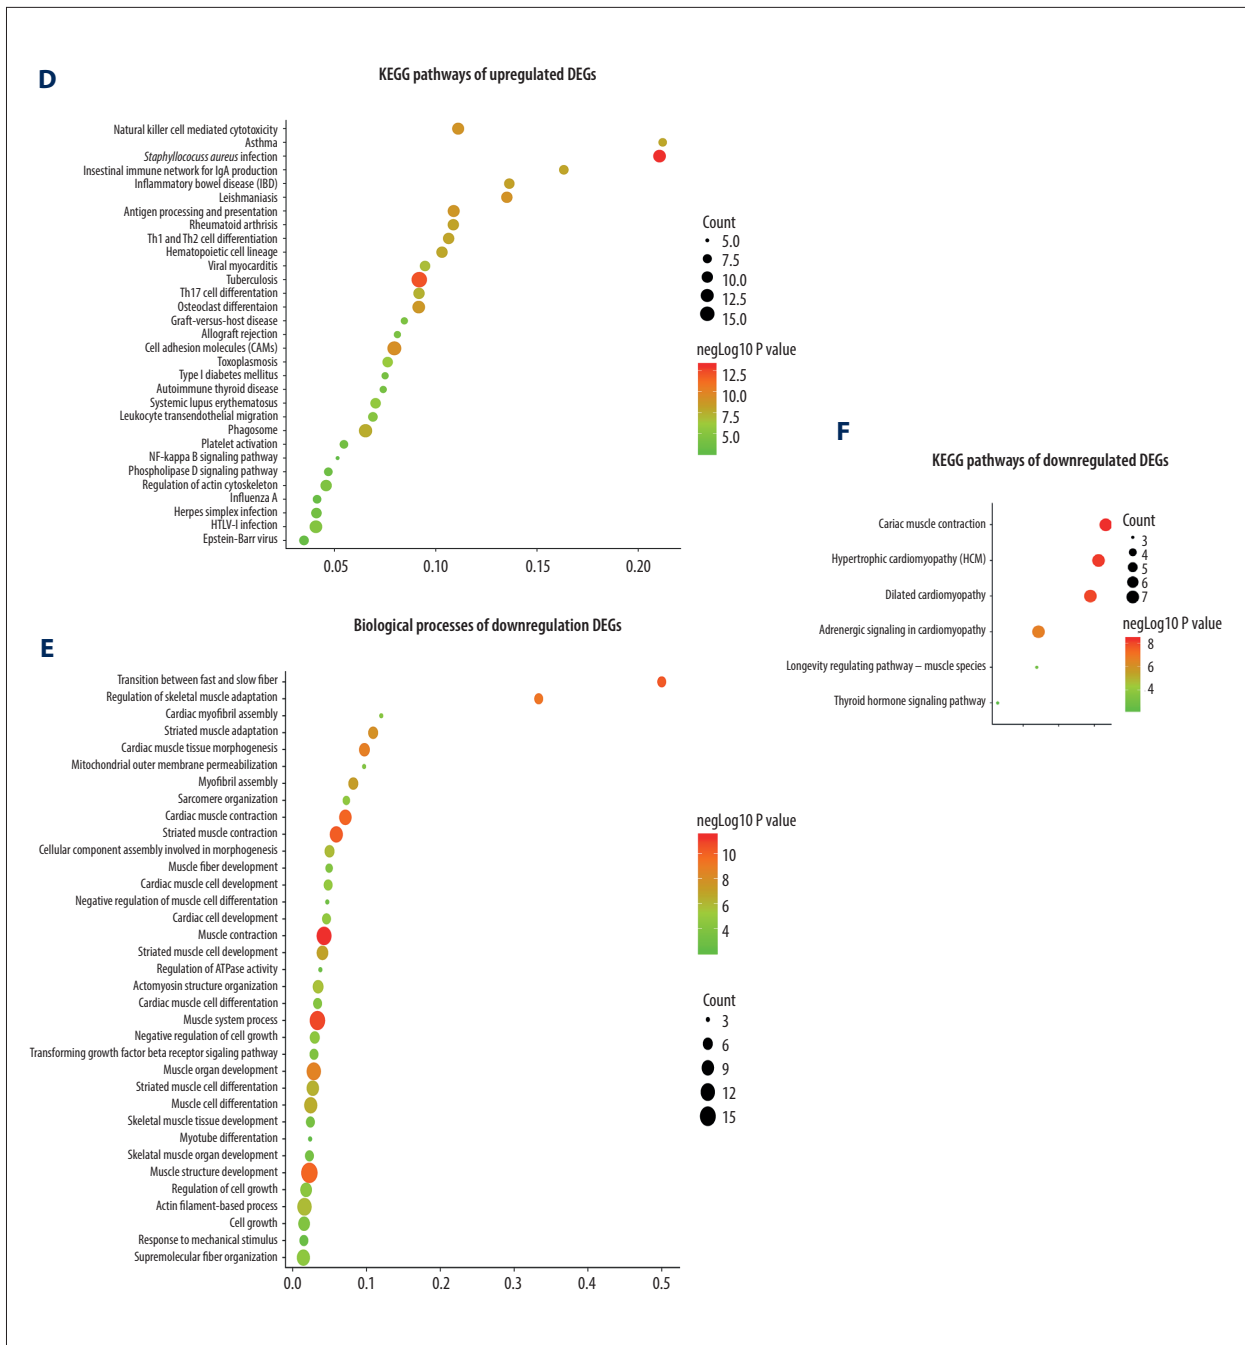 D
KEGG pathways of upregulated DEGs
Natural killer cell mediated cytotoxicity
Asthma
Staphyllococuss aureus infection
Insestinal immune network for IgA production
Inflammatory bowel disease (IBD)
Leishmaniasis
Antigen processing and presentation
Rheumatoid arthrisis
Th1 and Th2 cell differentiation
Hematopoietic cell lineage
Viral myocarditis
Tuberculosis
Th17 cell differentation
Osteoclast differentaion
Graft-versus-host disease
Allograft rejection
Cell adhesion molecules (CAMs)
Toxoplasmosis
Type I diabetes mellitus
Autoimmune thyroid disease
Systemic lupus erythematosus
Leukocyte transendothelial migration
Phagosome
Platelet activation
NF-kappa B signaling pathway
Phospholipase D signaling pathway
Regulation of actin cytoskeleton
Influenza A
Herpes simplex infection
HTLV-I infection
Epstein-Barr virus
0.05 0.10 0.15 0.20
Count
5.0
7.5
10.0
12.5
15.0
negLog10 P value
12.5
10.0
7.5
5.0
F
KEGG pathways of downregulated DEGs
Cariac muscle contraction
Hypertrophic cardiomyopathy (HCM)
Dilated cardiomyopathy
Adrenergic signaling in cardiomyopathy
Longevity regulating pathway – muscle species
Thyroid hormone signaling pathway
Count
3
4
5
6
7
negLog10 P value
8
6
4
E
Biological processes of downregulation DEGs
Transition between fast and slow fiber
Regulation of skeletal muscle adaptation
Cardiac myofibril assembly
Striated muscle adaptation
Cardiac muscle tissue morphogenesis
Mitochondrial outer membrane permeabilization
Myofibril assembly
Sarcomere organization
Cardiac muscle contraction
Striated muscle contraction
Cellular component assembly involved in morphogenesis
Muscle fiber development
Cardiac muscle cell development
Negative regulation of muscle cell differentation
Cardiac cell development
Muscle contraction
Striated muscle cell development
Regulation of ATPase activity
Actomyosin structure organization
Cardiac muscle cell differentation
Muscle system process
Negative regulation of cell growth
Transforming growth factor beta receptor sigaling pathway
Muscle organ development
Striated muscle cell differentation
Muscle cell differentation
Skeletal muscle tissue development
Myotube differentation
Skelatal muscle organ development
Muscle structure development
Regulation of cell growth
Actin filament-based process
Cell growth
Response to mechanical stimulus
Supremolecular fiber organization
0.0 0.1 0.2 0.3 0.4 0.5
negLog10 P value
10
8
6
4
Count
3
6
9
12
15